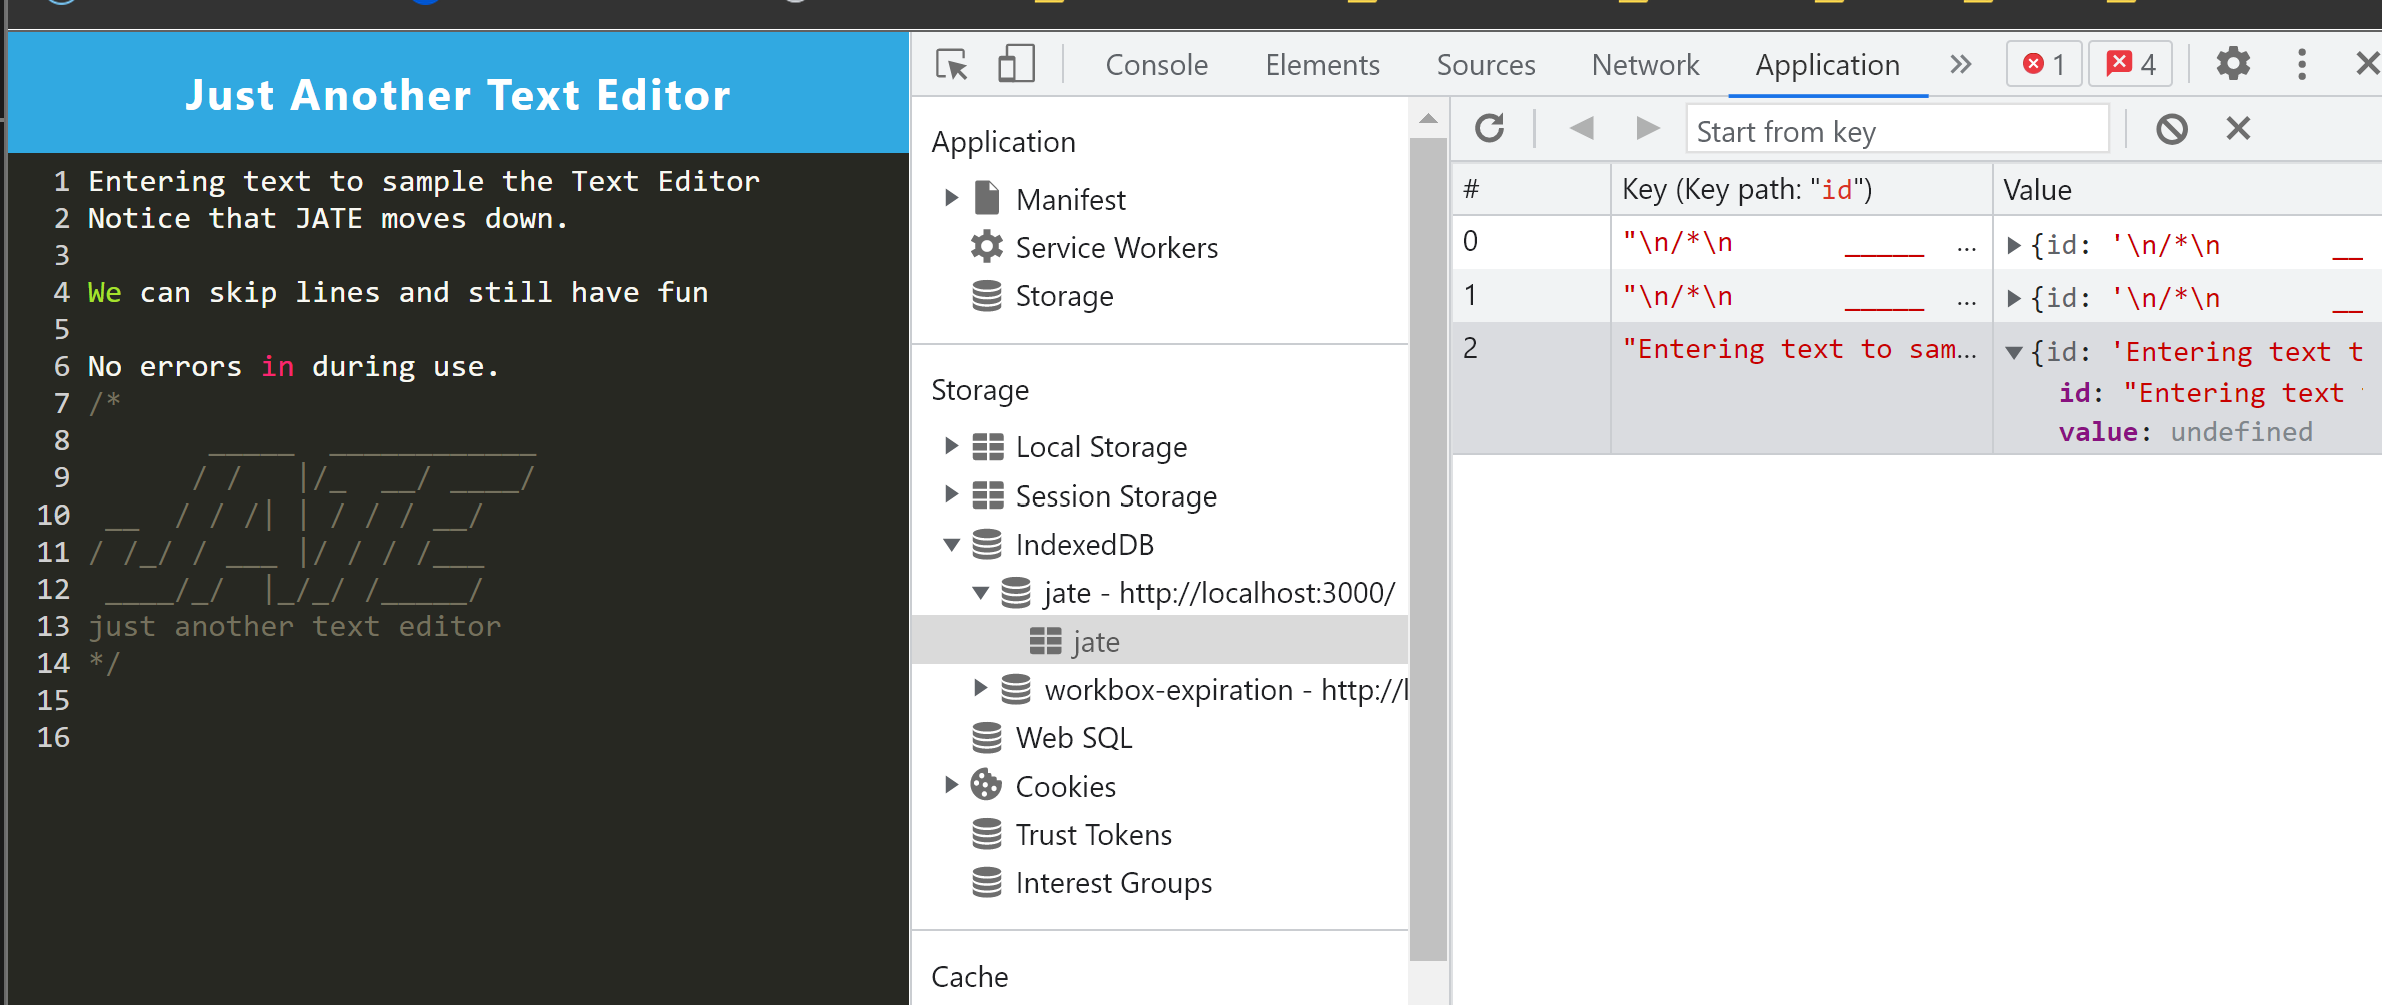 Just Another Text Editor
1 Entering text to sample the Text Editor
2 Notice that JATE moves down.
3
4 We can skip lines and still have fun
5
6 No errors in during use.
7 /*
8       _____  ____________
9      / /   |/_  __/ ____/
10  __  / / /| | / / / __/
11 / /_/ / ___ |/ / / /___
12  ____/_/  |_/_/ /_____/
13 just another text editor
14 */
15
16
Console Elements Sources Network Application » 1 4
Application
Manifest
Service Workers
Storage
Storage
Local Storage
Session Storage
IndexedDB
jate - http://localhost:3000/
jate
workbox-expiration - http://l
Web SQL
Cookies
Trust Tokens
Interest Groups
Cache
Start from key
# Key (Key path: "id") Value
0 "\n/*\n       _____  … {id: '\n/*\n       __
1 "\n/*\n       _____  … {id: '\n/*\n       __
2 "Entering text to sam… {id: 'Entering text t
id: "Entering text
value: undefined